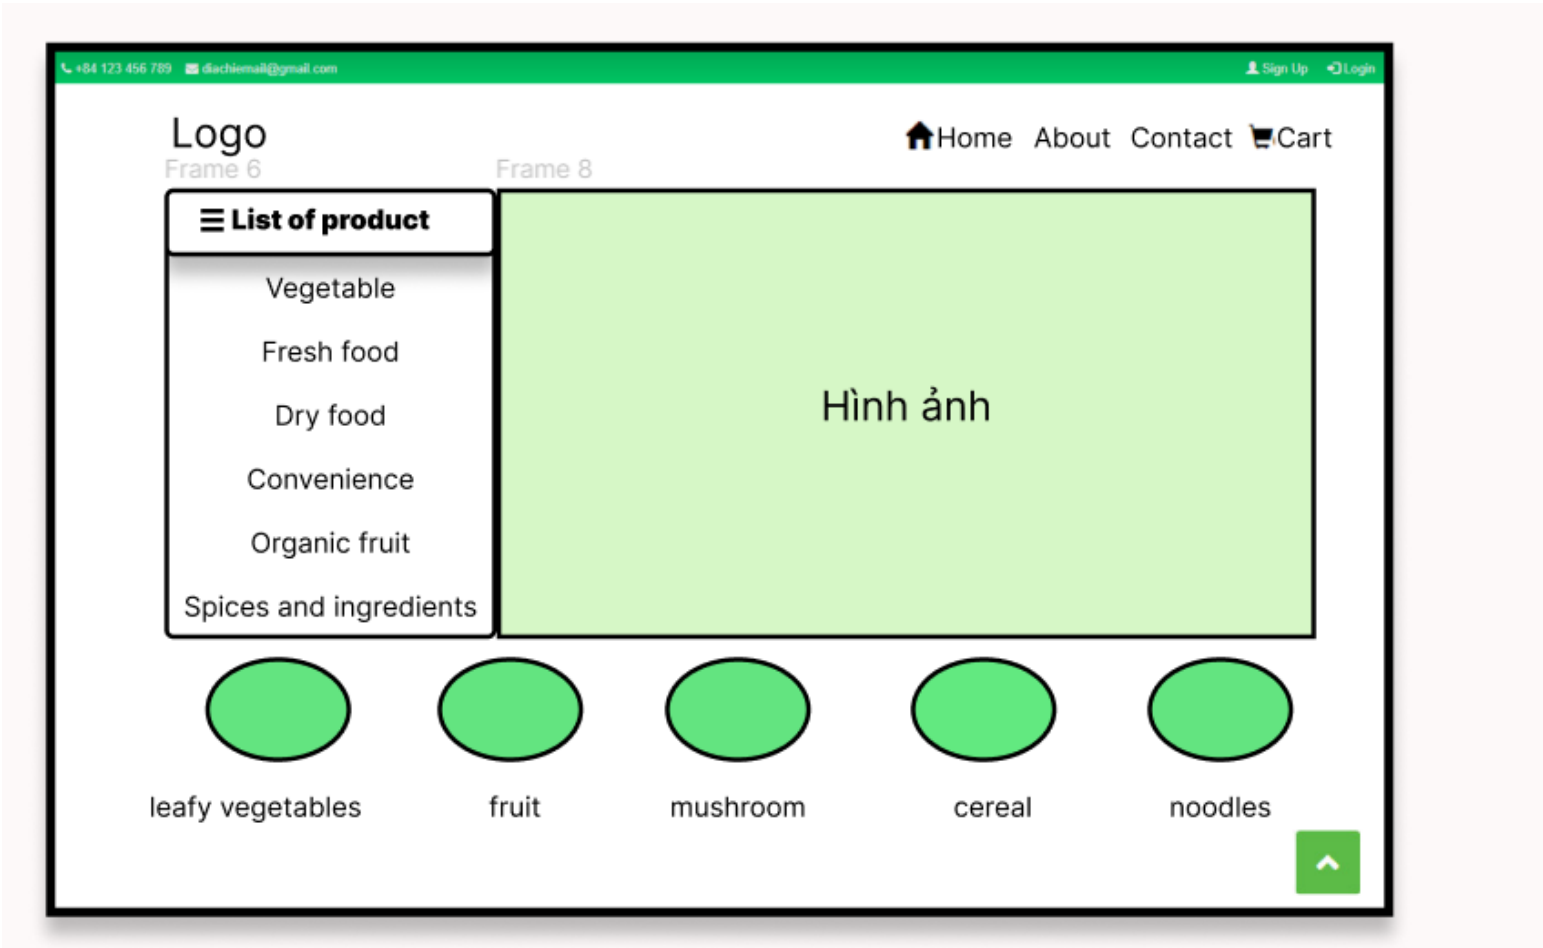 +84 123 456 789 diachiemail@gmail.com Sign Up Login
Logo
Home About Contact Cart
Frame 6 Frame 8
List of product
Vegetable
Fresh food
Dry food
Convenience
Organic fruit
Spices and ingredients
Hình ảnh
leafy vegetables fruit mushroom cereal noodles